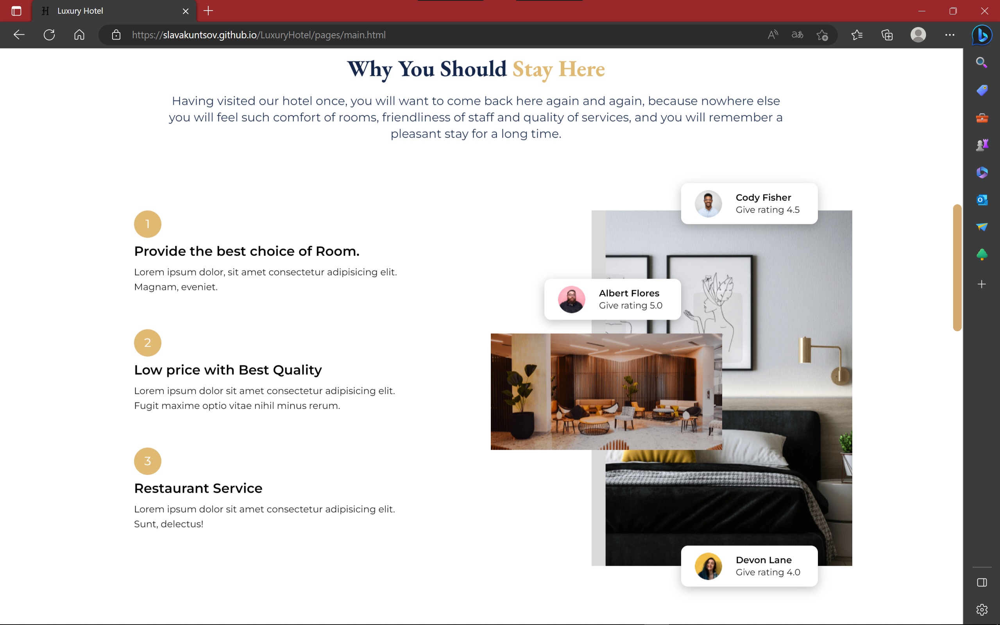 Luxury Hotel
https://slavakuntsov.github.io/LuxuryHotel/pages/main.html
Why You Should Stay Here
Having visited our hotel once, you will want to come back here again and again, because nowhere else
you will feel such comfort of rooms, friendliness of staff and quality of services, and you will remember a
pleasant stay for a long time.
1
Provide the best choice of Room.
Lorem ipsum dolor, sit amet consectetur adipisicing elit.
Magnam, eveniet.
2
Low price with Best Quality
Lorem ipsum dolor sit amet consectetur adipisicing elit.
Fugit maxime optio vitae nihil minus rerum.
3
Restaurant Service
Lorem ipsum dolor sit amet consectetur adipisicing elit.
Sunt, delectus!
Cody Fisher
Give rating 4.5
Albert Flores
Give rating 5.0
Devon Lane
Give rating 4.0